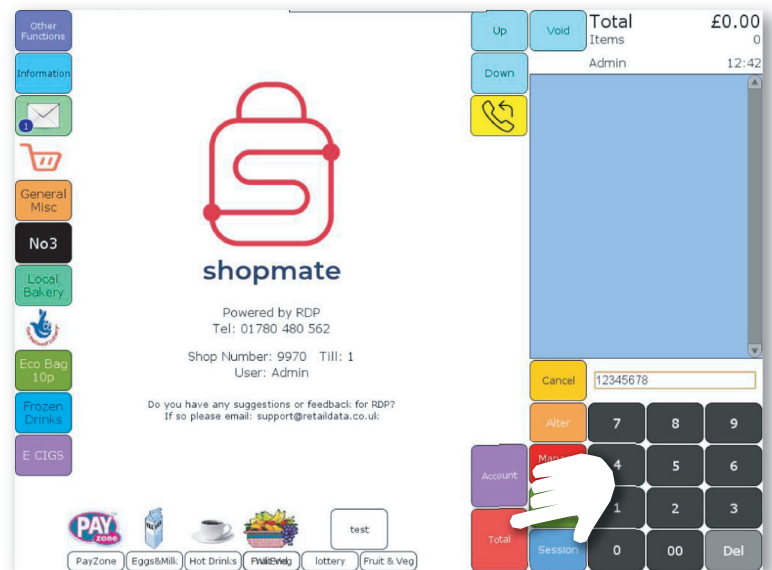 Other
Functions
Information
1
General
Misc
No3
Local
Bakery
The National Lottery
Eco Bag
10p
Frozen
Drinks
E CIGS
shopmate
Powered by RDP
Tel: 01780 480 562
Shop Number: 9970 Till: 1
User: Admin
Do you have any suggestions or feedback for RDP?
If so please email: support@retaildata.co.uk
PAY
zone
test
PayZone
Eggs&Milk
Hot Drinks
lottery
Fruit & Veg
Up
Void
Down
Total £0.00
Items 0
Admin 12:42
Cancel
12345678
Alter
7 8 9
Account
4 5 6
1 2 3
Total
Session
0 00 Del